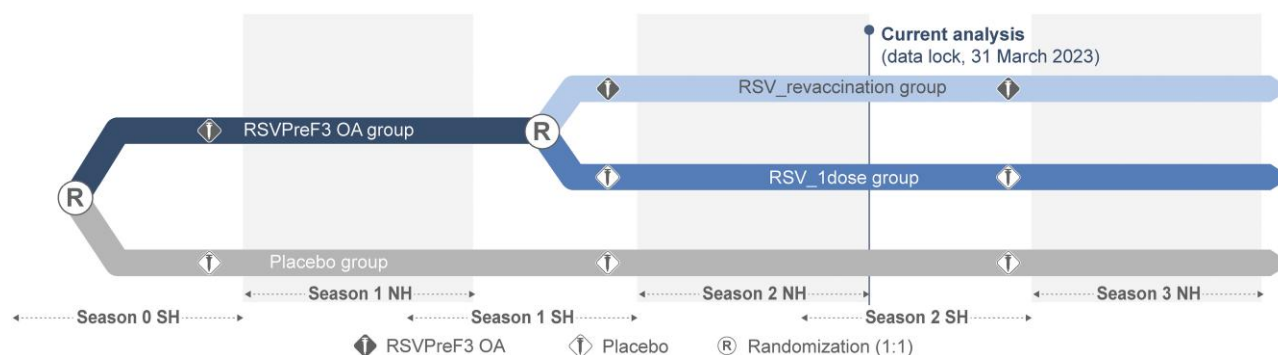 Current analysis
(data lock, 31 March 2023)
RSV_revaccination group
RSVPreF3 OA group
R
RSV_1dose group
R
Placebo group
Season 1 NH
Season 2 NH
Season 3 NH
Season 0 SH
Season 1 SH
Season 2 SH
RSVPreF3 OA
Placebo
R Randomization (1:1)